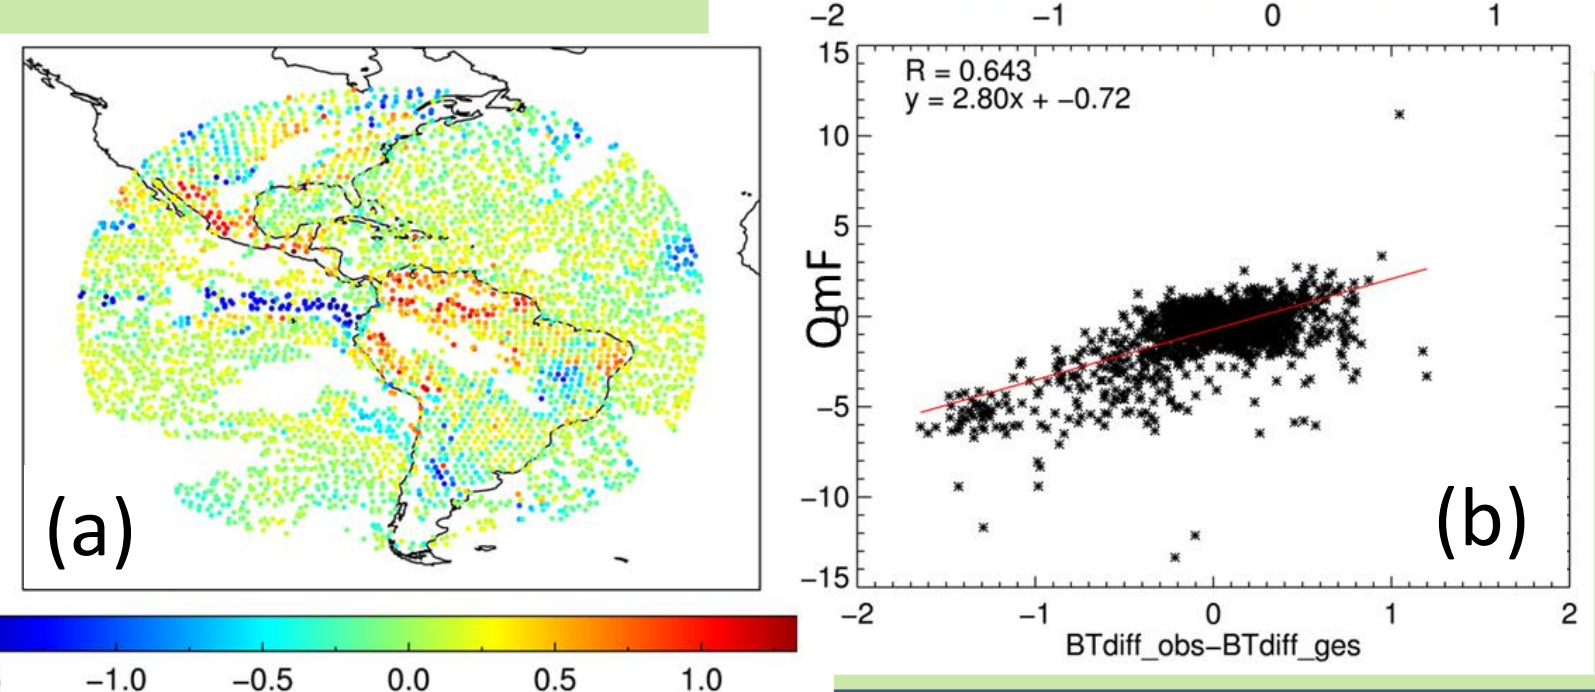 −2 −1 0 1
15
R = 0.643
y = 2.80x + −0.72
10
5
QmF
0
−5
−10
−15
−2 −1 0 1 2
BTdiff_obs−BTdiff_ges
(a)
(b)
−1.0 −0.5 0.0 0.5 1.0